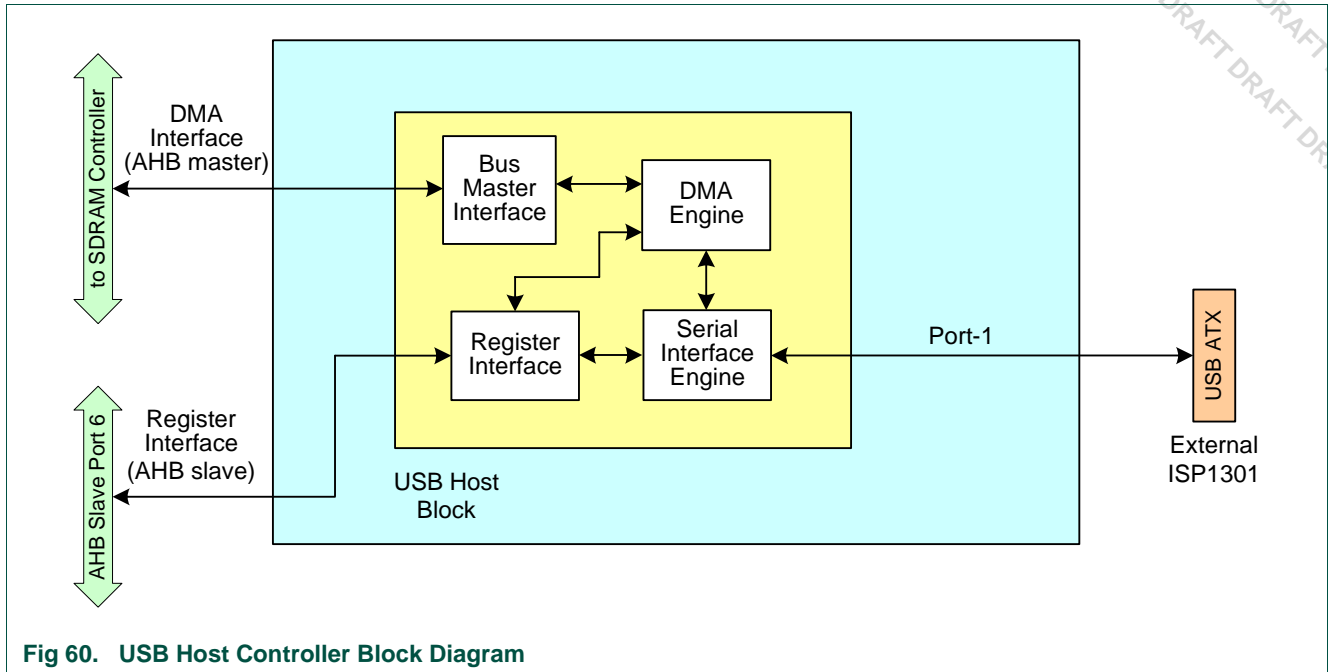 DRAFT
DRAFT
DRAFT DRAFT
to SDRAM Controller
DMA
Interface
(AHB master)
Bus
Master
Interface
DMA
Engine
Register
Interface
Serial
Interface
Engine
Port-1
USB ATX
External
ISP1301
AHB Slave Port 6
Register
Interface
(AHB slave)
USB Host
Block
Fig 60. USB Host Controller Block Diagram